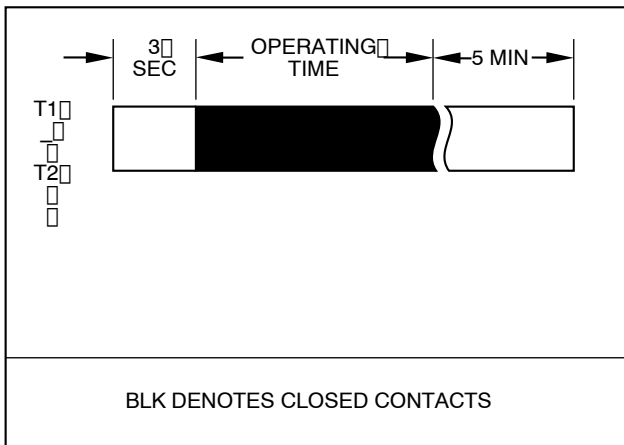 3
SEC
OPERATING
TIME
5 MIN
T1
_
_
T2
BLK DENOTES CLOSED CONTACTS